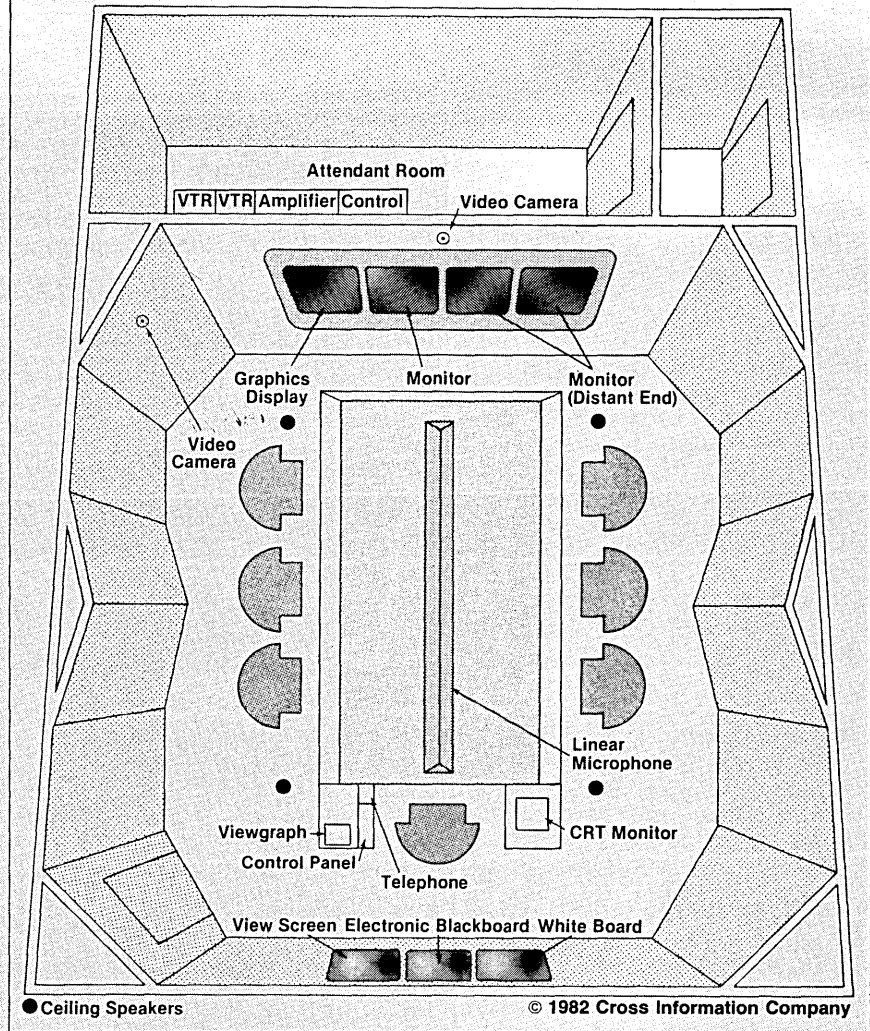 Attendant Room
VTR VTR Amplifier Control
Video Camera
Graphics
Display
Monitor
Monitor
(Distant End)
Video
Camera
Linear
Microphone
Viewgraph
Control Panel
Telephone
CRT Monitor
View Screen Electronic Blackboard White Board
Ceiling Speakers
© 1982 Cross Information Company